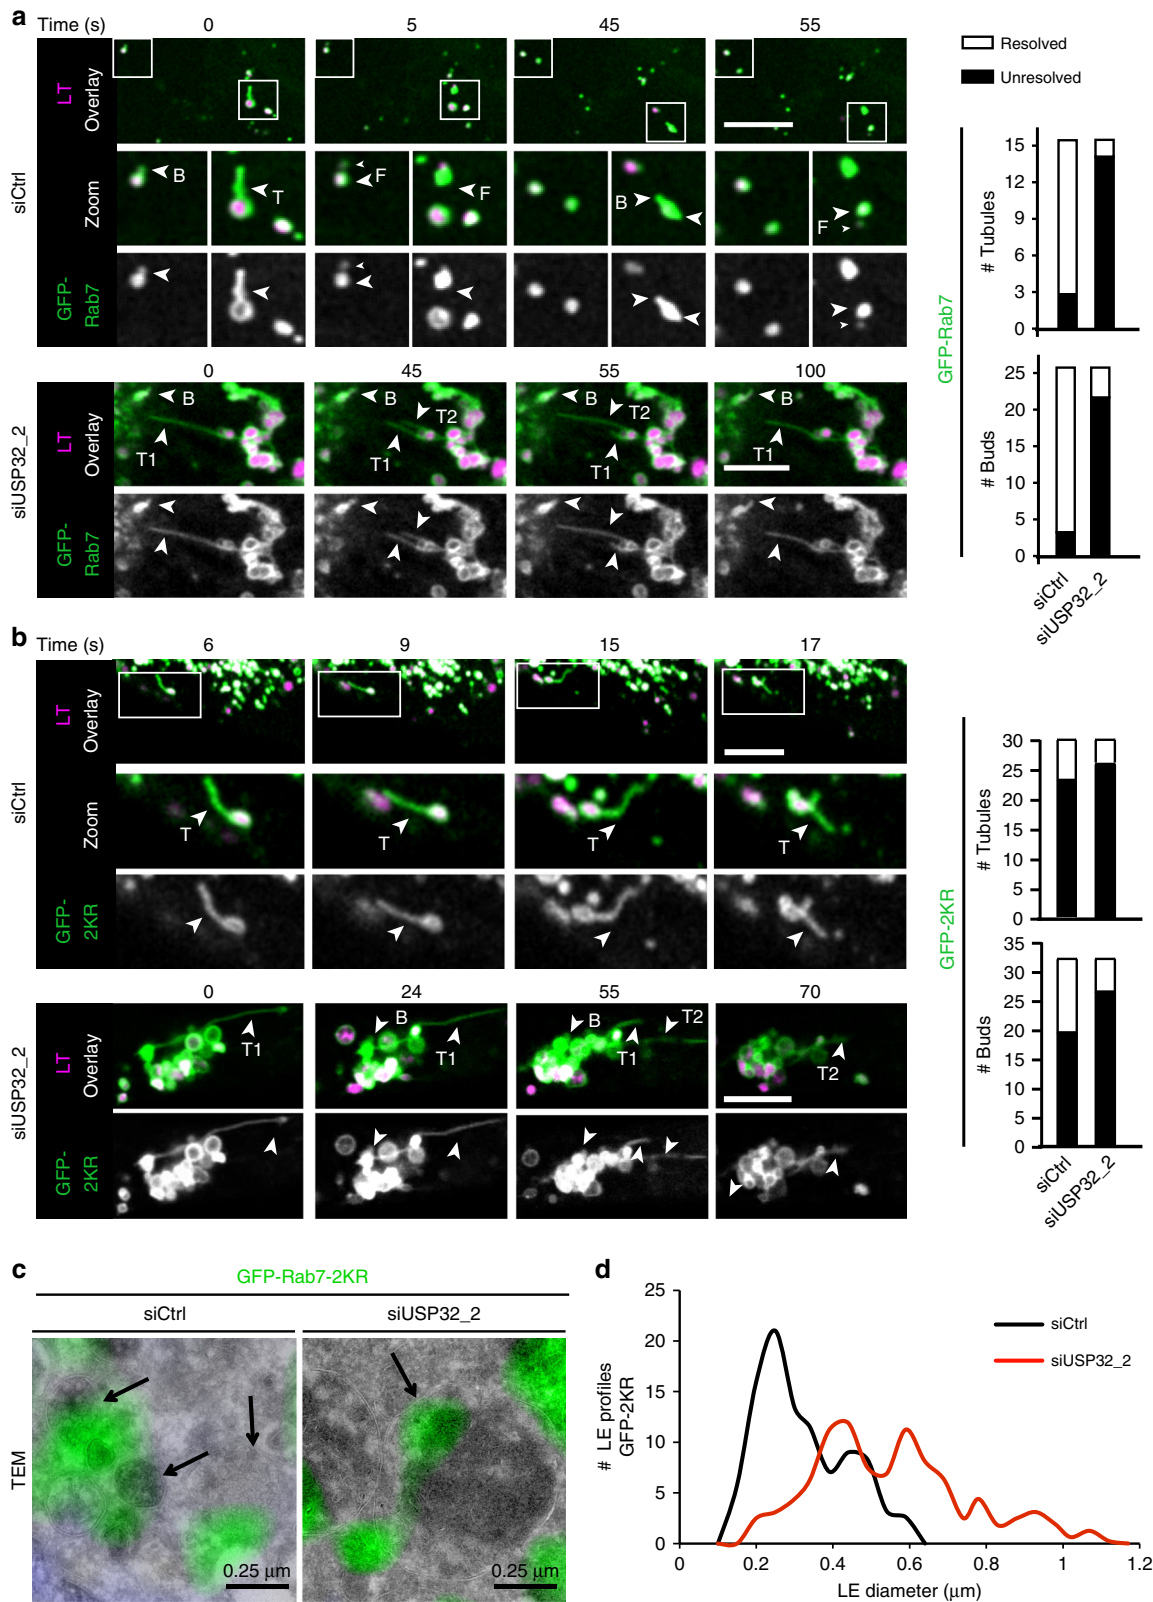 a
Time (s) 0 5 45 55
siCtrl
LT
Overlay
Zoom
B
T
F
F
B
F
GFP-
Rab7
0 45 55 100
siUSP32_2
LT
Overlay
B
T1
B
T2
T1
B
T2
T1
B
T1
GFP-
Rab7
Resolved
Unresolved
GFP-Rab7
# Tubules
15
12
9
6
3
0
# Buds
25
20
15
10
5
0
siCtrl
siUSP32_2
b
Time (s) 6 9 15 17
siCtrl
LT
Overlay
Zoom
T
T
T
T
GFP-
2KR
0 24 55 70
siUSP32_2
LT
Overlay
T1
B
T1
B
T2
T1
T2
GFP-
2KR
GFP-2KR
# Tubules
30
25
20
15
10
5
0
# Buds
35
30
25
20
15
10
5
0
siCtrl
siUSP32_2
c
GFP-Rab7-2KR
siCtrl siUSP32_2
TEM
0.25 μm
0.25 μm
d
# LE profiles
GFP-2KR
25
20
15
10
5
0
siCtrl
siUSP32_2
0 0.2 0.4 0.6 0.8 1 1.2
LE diameter (μm)